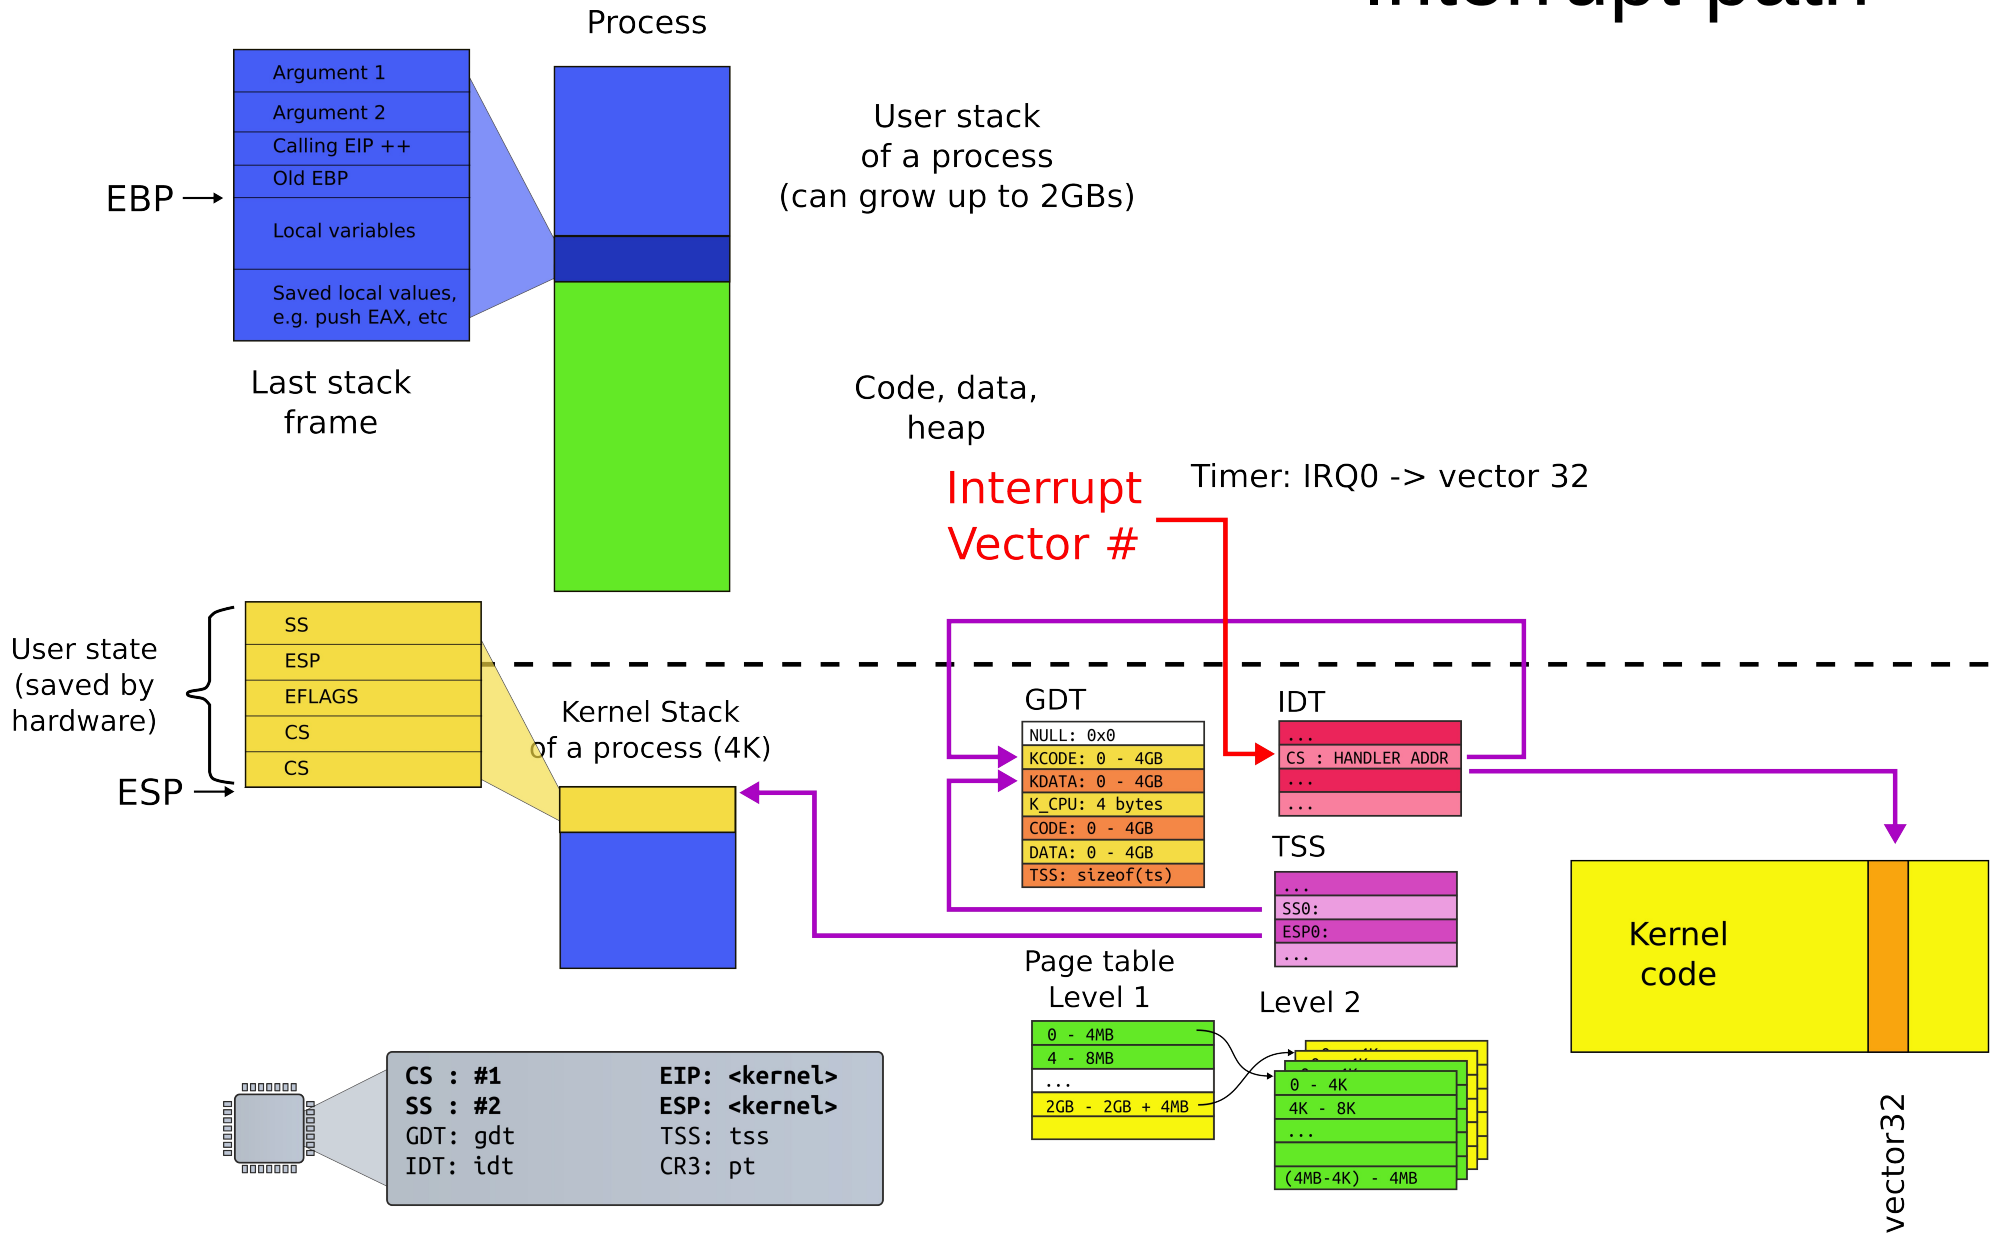 Interrupt path
Process
Argument 1
Argument 2
Calling EIP ++
Old EBP
EBP
Local variables
Saved local values,
e.g. push EAX, etc
Last stack
frame
User stack
of a process
(can grow up to 2GBs)
Code, data,
heap
Interrupt
Vector #
Timer: IRQ0 -> vector 32
User state
(saved by
hardware)
SS
ESP
EFLAGS
CS
CS
ESP
Kernel Stack
of a process (4K)
GDT
NULL: 0x0
KCODE: 0 - 4GB
KDATA: 0 - 4GB
K_CPU: 4 bytes
CODE: 0 - 4GB
DATA: 0 - 4GB
TSS: sizeof(ts)
IDT
...
CS : HANDLER ADDR
...
...
TSS
...
SS0:
ESP0:
...
Kernel
code
vector32
Page table
Level 1
0 - 4MB
4 - 8MB
...
2GB - 2GB + 4MB
Level 2
0 - 4K
4K - 8K
...
(4MB-4K) - 4MB
CS : #1 EIP: <kernel>
SS : #2 ESP: <kernel>
GDT: gdt TSS: tss
IDT: idt CR3: pt